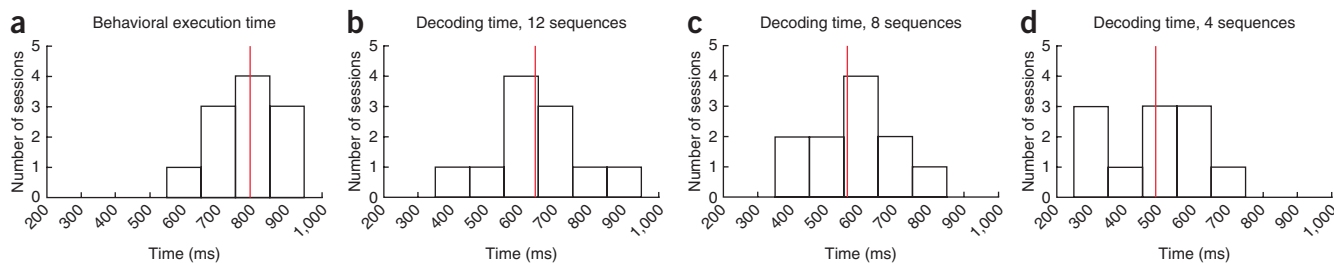 a Behavioral execution time
Number of sessions
5
4
3
2
1
0
200 300 400 500 600 700 800 900 1,000
Time (ms)
b Decoding time, 12 sequences
Number of sessions
5
4
3
2
1
0
200 300 400 500 600 700 800 900 1,000
Time (ms)
c Decoding time, 8 sequences
Number of sessions
5
4
3
2
1
0
200 300 400 500 600 700 800 900 1,000
Time (ms)
d Decoding time, 4 sequences
Number of sessions
5
4
3
2
1
0
200 300 400 500 600 700 800 900 1,000
Time (ms)